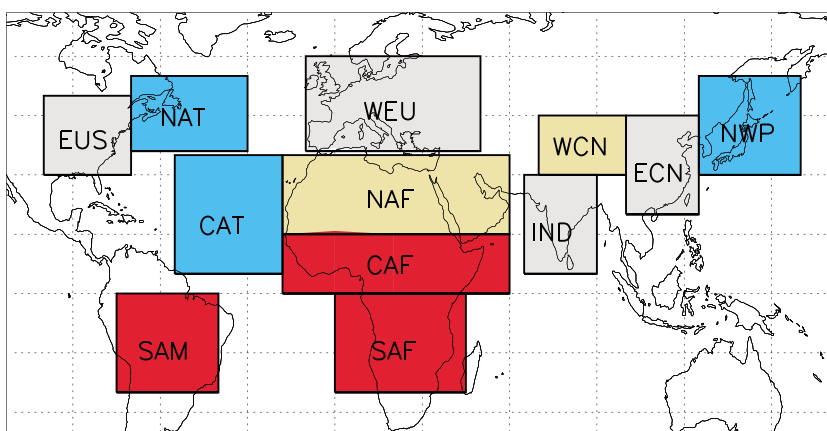 NAT
WEU
EUS
NWP
WCN
ECN
NAF
CAT
IND
CAF
SAM
SAF